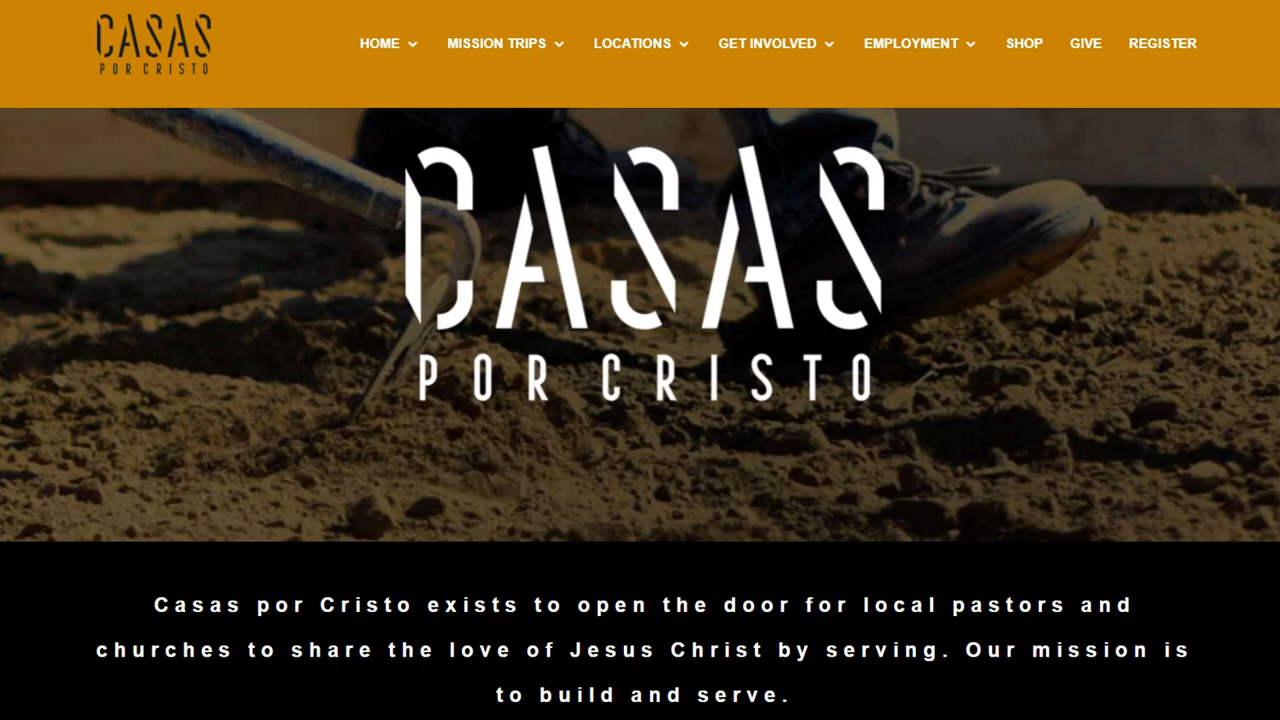 CASAS
POR CRISTO
HOME
MISSION TRIPS
LOCATIONS
GET INVOLVED
EMPLOYMENT
SHOP
GIVE
REGISTER
CASAS
POR CRISTO
Casas por Cristo exists to open the door for local pastors and
churches to share the love of Jesus Christ by serving. Our mission is
to build and serve.